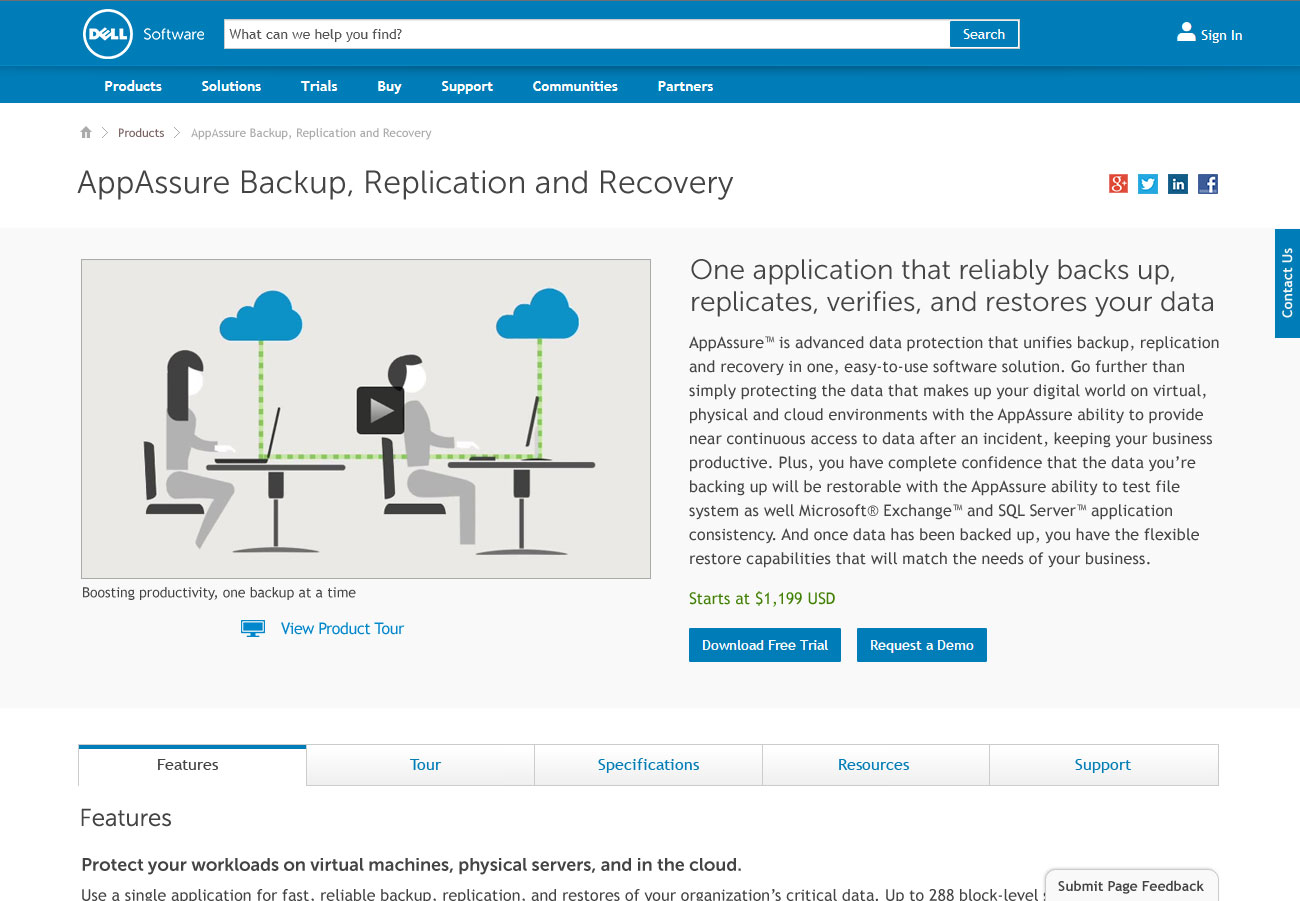 DELL Software
What can we help you find?
Search
Sign In
Products Solutions Trials Buy Support Communities Partners
Products AppAssure Backup, Replication and Recovery
AppAssure Backup, Replication and Recovery
8+ in f
Contact Us
One application that reliably backs up,
replicates, verifies, and restores your data
AppAssure™ is advanced data protection that unifies backup, replication
and recovery in one, easy-to-use software solution. Go further than
simply protecting the data that makes up your digital world on virtual,
physical and cloud environments with the AppAssure ability to provide
near continuous access to data after an incident, keeping your business
productive. Plus, you have complete confidence that the data you’re
backing up will be restorable with the AppAssure ability to test file
system as well Microsoft® Exchange™ and SQL Server™ application
consistency. And once data has been backed up, you have the flexible
restore capabilities that will match the needs of your business.
Boosting productivity, one backup at a time
View Product Tour
Starts at $1,199 USD
Download Free Trial Request a Demo
Features Tour Specifications Resources Support
Features
Protect your workloads on virtual machines, physical servers, and in the cloud.
Use a single application for fast, reliable backup, replication, and restores of your organization’s critical data. Up to 288 block-level
Submit Page Feedback